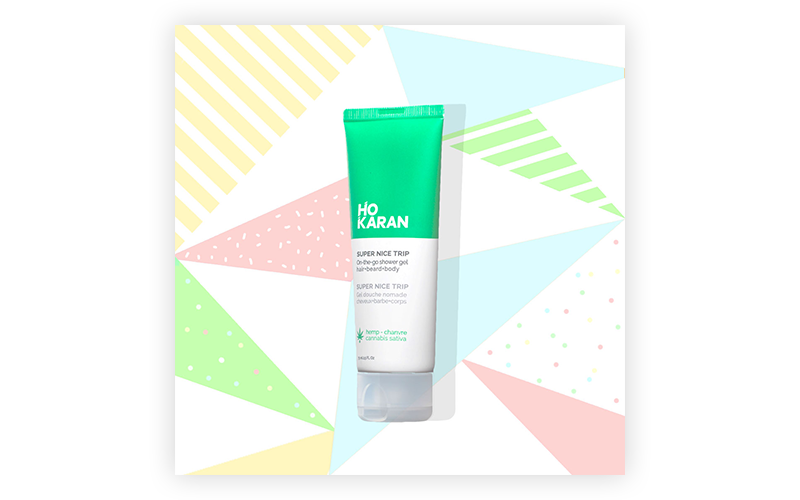 HO
KARAN
SUPER NICE TRIP
On-the-go shower gel
hair•beard•body
SUPER NICE TRIP
Gel douche nomade
cheveux•barbe•corps
hemp - chanvre
cannabis sativa